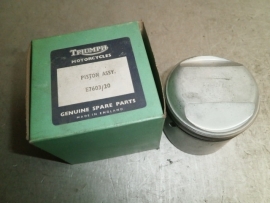 TRIUMPH
MOTORCYCLES
PISTON ASSY.
GENUINE SPARE PARTS
MADE IN ENGLAND